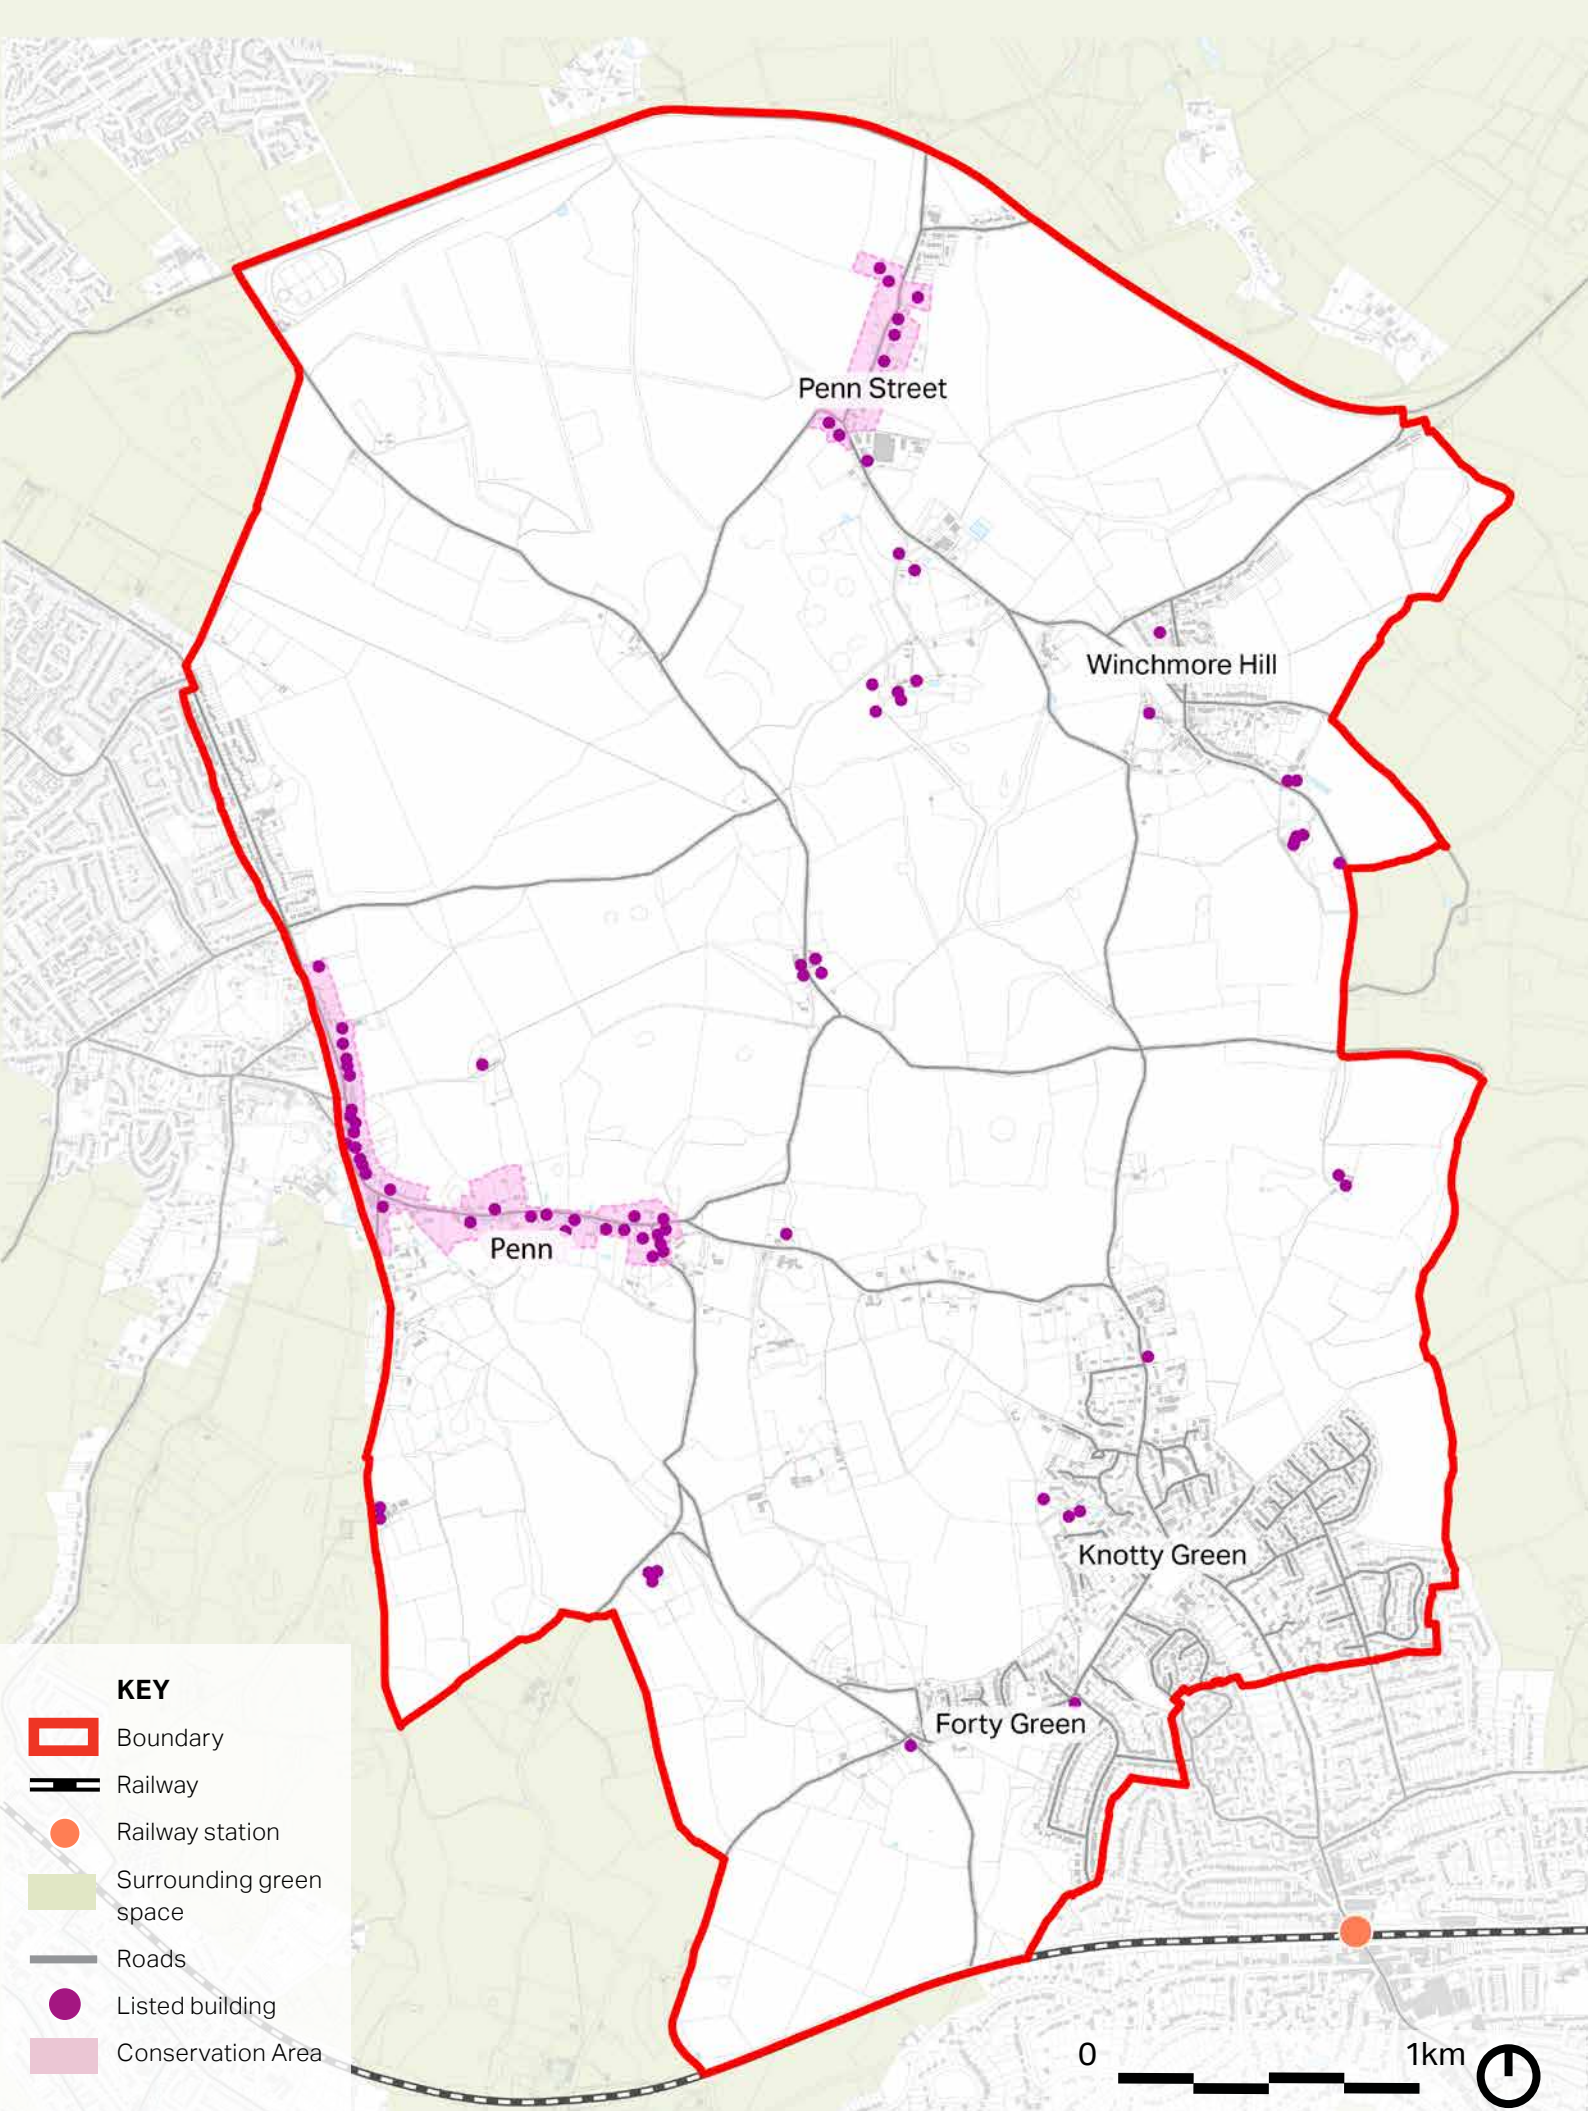 Penn Street
Winchmore Hill
Penn
Knotty Green
Forty Green
KEY
Boundary
Railway
Railway station
Surrounding green
space
Roads
Listed building
Conservation Area
0 1km